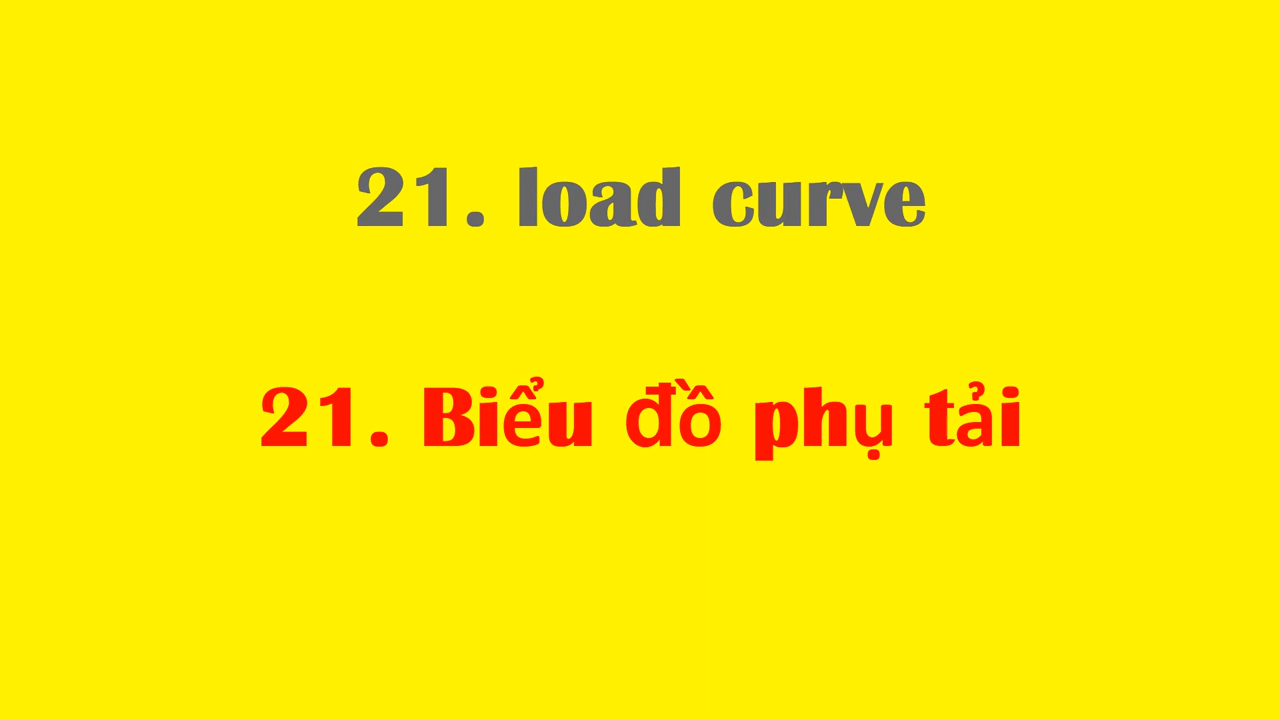 21. load curve
21. Biểu đồ phụ tải